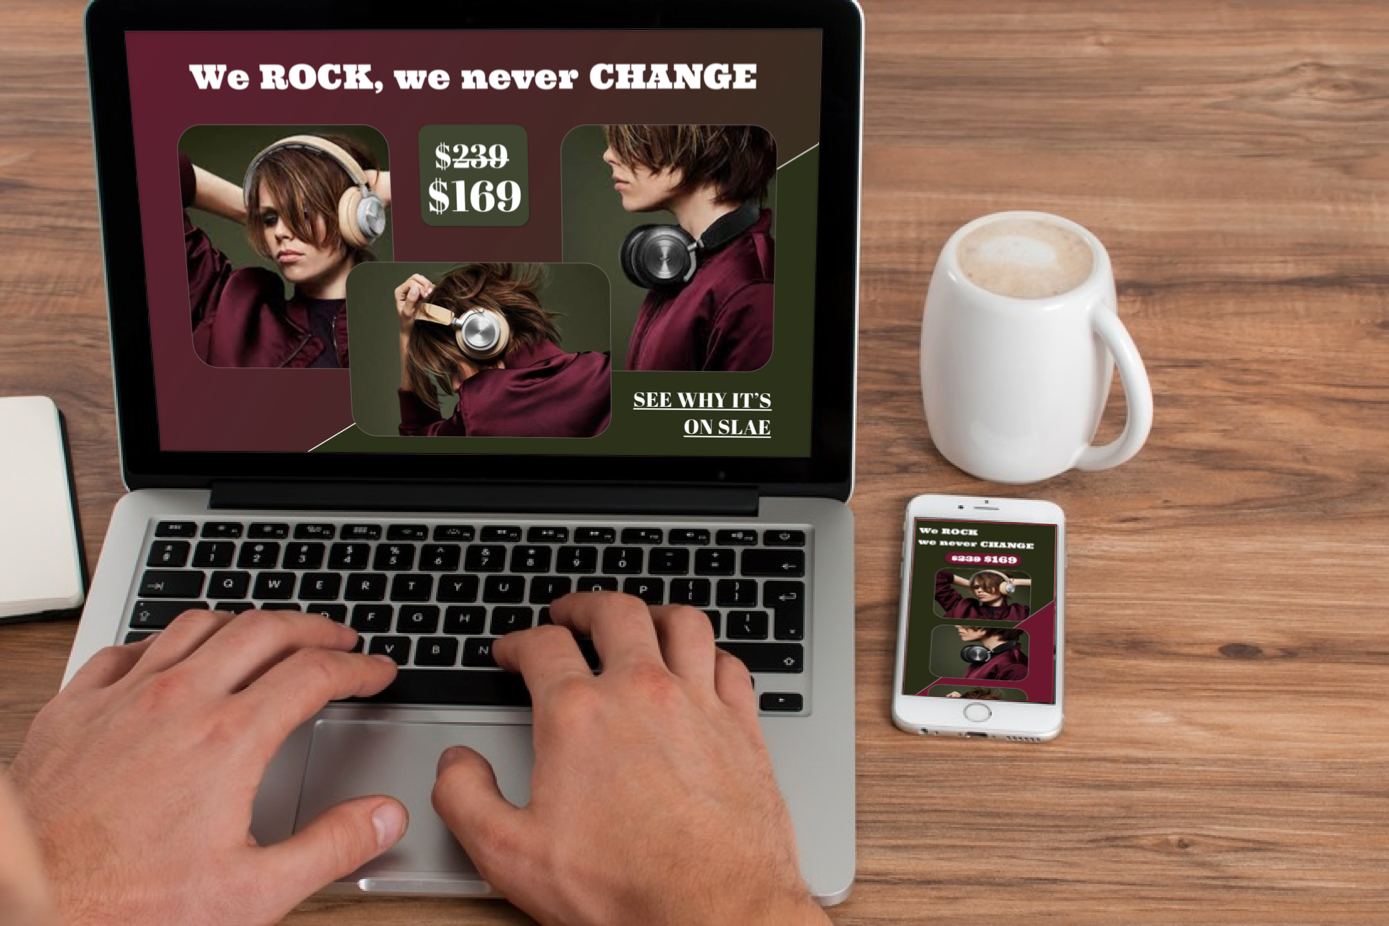 We ROCK, we never CHANGE
$239
$169
SEE WHY IT'S
ON SLAE
We ROCK
we never CHANGE
$239 $169
Q W E R T Y U I O P
F G H J
V B N